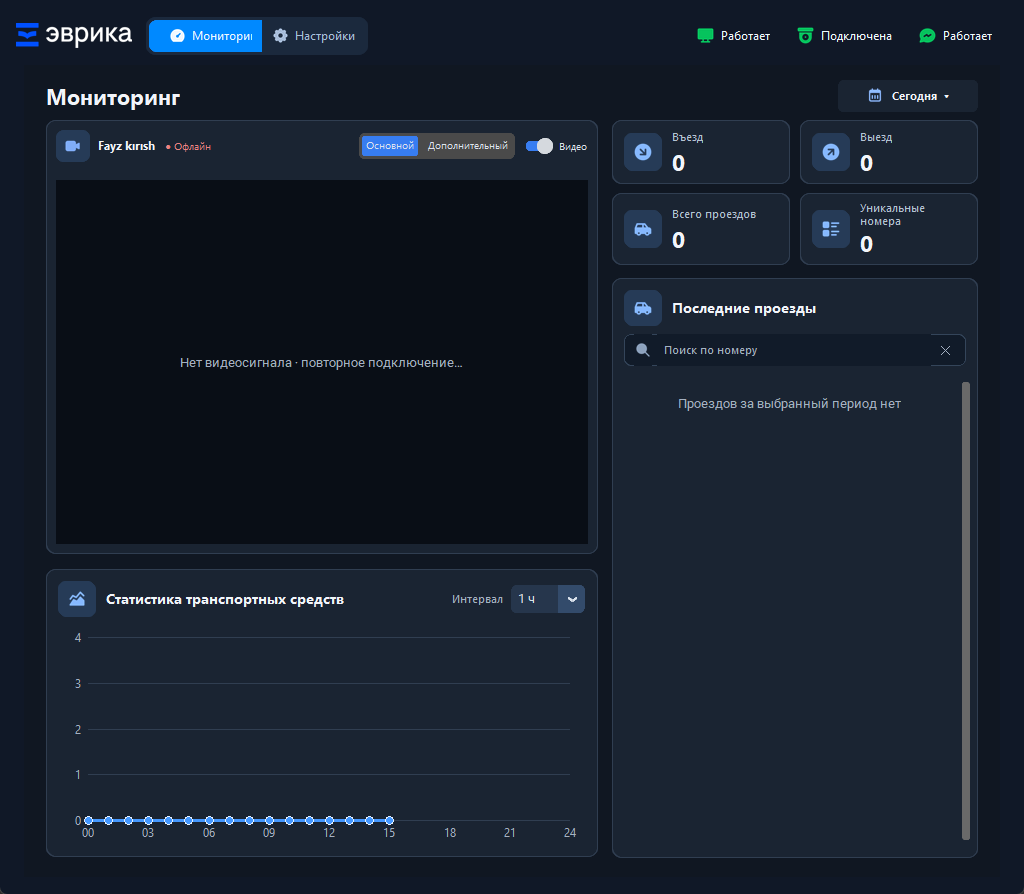 эврика
Мониторинг
Настройки
Работает
Подключена
Работает
Мониторинг
Сегодня
Fayz kırısh
Офлайн
Основной
Дополнительный
Видео
Нет видеосигнала · повторное подключение...
Въезд
0
Выезд
0
Всего проездов
0
Уникальные
номера
0
Последние проезды
Поиск по номеру
Проездов за выбранный период нет
Статистика транспортных средств
Интервал
1 ч
4
3
2
1
0
00 03 06 09 12 15 18 21 24